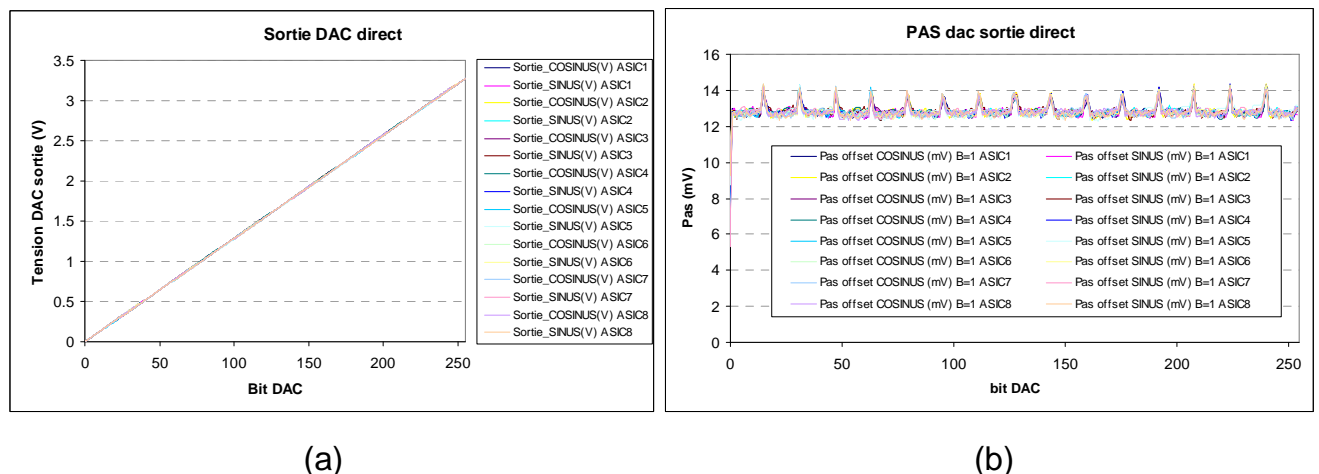 Sortie DAC direct
Tension DAC sortie (V)
3.5
3
2.5
2
1.5
1
0.5
0
0 50 100 150 200 250
Bit DAC
Sortie_COSINUS(V) ASIC1
Sortie_SINUS(V) ASIC1
Sortie_COSINUS(V) ASIC2
Sortie_SINUS(V) ASIC2
Sortie_COSINUS(V) ASIC3
Sortie_SINUS(V) ASIC3
Sortie_COSINUS(V) ASIC4
Sortie_SINUS(V) ASIC4
Sortie_COSINUS(V) ASIC5
Sortie_SINUS(V) ASIC5
Sortie_COSINUS(V) ASIC6
Sortie_SINUS(V) ASIC6
Sortie_COSINUS(V) ASIC7
Sortie_SINUS(V) ASIC7
Sortie_COSINUS(V) ASIC8
Sortie_SINUS(V) ASIC8
(a)
PAS dac sortie direct
Pas (mV)
16
14
12
10
8
6
4
2
0
0 50 100 150 200 250
bit DAC
Pas offset COSINUS (mV) B=1 ASIC1 Pas offset SINUS (mV) B=1 ASIC1
Pas offset COSINUS (mV) B=1 ASIC2 Pas offset SINUS (mV) B=1 ASIC2
Pas offset COSINUS (mV) B=1 ASIC3 Pas offset SINUS (mV) B=1 ASIC3
Pas offset COSINUS (mV) B=1 ASIC4 Pas offset SINUS (mV) B=1 ASIC4
Pas offset COSINUS (mV) B=1 ASIC5 Pas offset SINUS (mV) B=1 ASIC5
Pas offset COSINUS (mV) B=1 ASIC6 Pas offset SINUS (mV) B=1 ASIC6
Pas offset COSINUS (mV) B=1 ASIC7 Pas offset SINUS (mV) B=1 ASIC7
Pas offset COSINUS (mV) B=1 ASIC8 Pas offset SINUS (mV) B=1 ASIC8
(b)